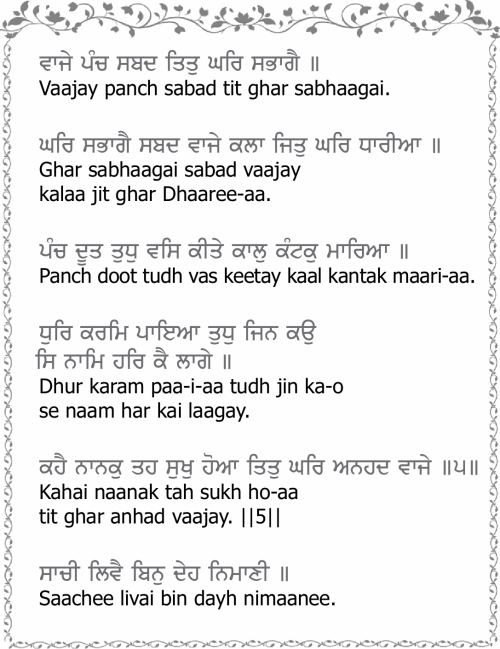 ਵਾਜੇ ਪੰਚ ਸਬਦ ਤਿਤੁ ਘਰਿ ਸਭਾਗੈ ॥
Vaajay panch sabad tit ghar sabhaagai.
ਘਰਿ ਸਭਾਗੈ ਸਬਦ ਵਾਜੇ ਕਲਾ ਜਿਤੁ ਘਰਿ ਧਾਰੀਆ ॥
Ghar sabhaagai sabad vaajay
kalaa jit ghar Dhaaree-aa.
ਪੰਚ ਦੂਤ ਤੁਧੁ ਵਸਿ ਕੀਤੇ ਕਾਲੁ ਕੰਟਕੁ ਮਾਰਿਆ ॥
Panch doot tudh vas keetay kaal kantak maari-aa.
ਧੁਰਿ ਕਰਮਿ ਪਾਇਆ ਤੁਧੁ ਜਿਨ ਕਉ
ਸਿ ਨਾਮਿ ਹਰਿ ਕੈ ਲਾਗੇ ॥
Dhur karam paa-i-aa tudh jin ka-o
se naam har kai laagay.
ਕਹੈ ਨਾਨਕੁ ਤਹ ਸੁਖੁ ਹੋਆ ਤਿਤੁ ਘਰਿ ਅਨਹਦ ਵਾਜੇ ॥੫॥
Kahai naanak tah sukh ho-aa
tit ghar anhad vaajay. ||5||
ਸਾਚੀ ਲਿਵੈ ਬਿਨੁ ਦੇਹ ਨਿਮਾਣੀ ॥
Saachee livai bin dayh nimaanee.